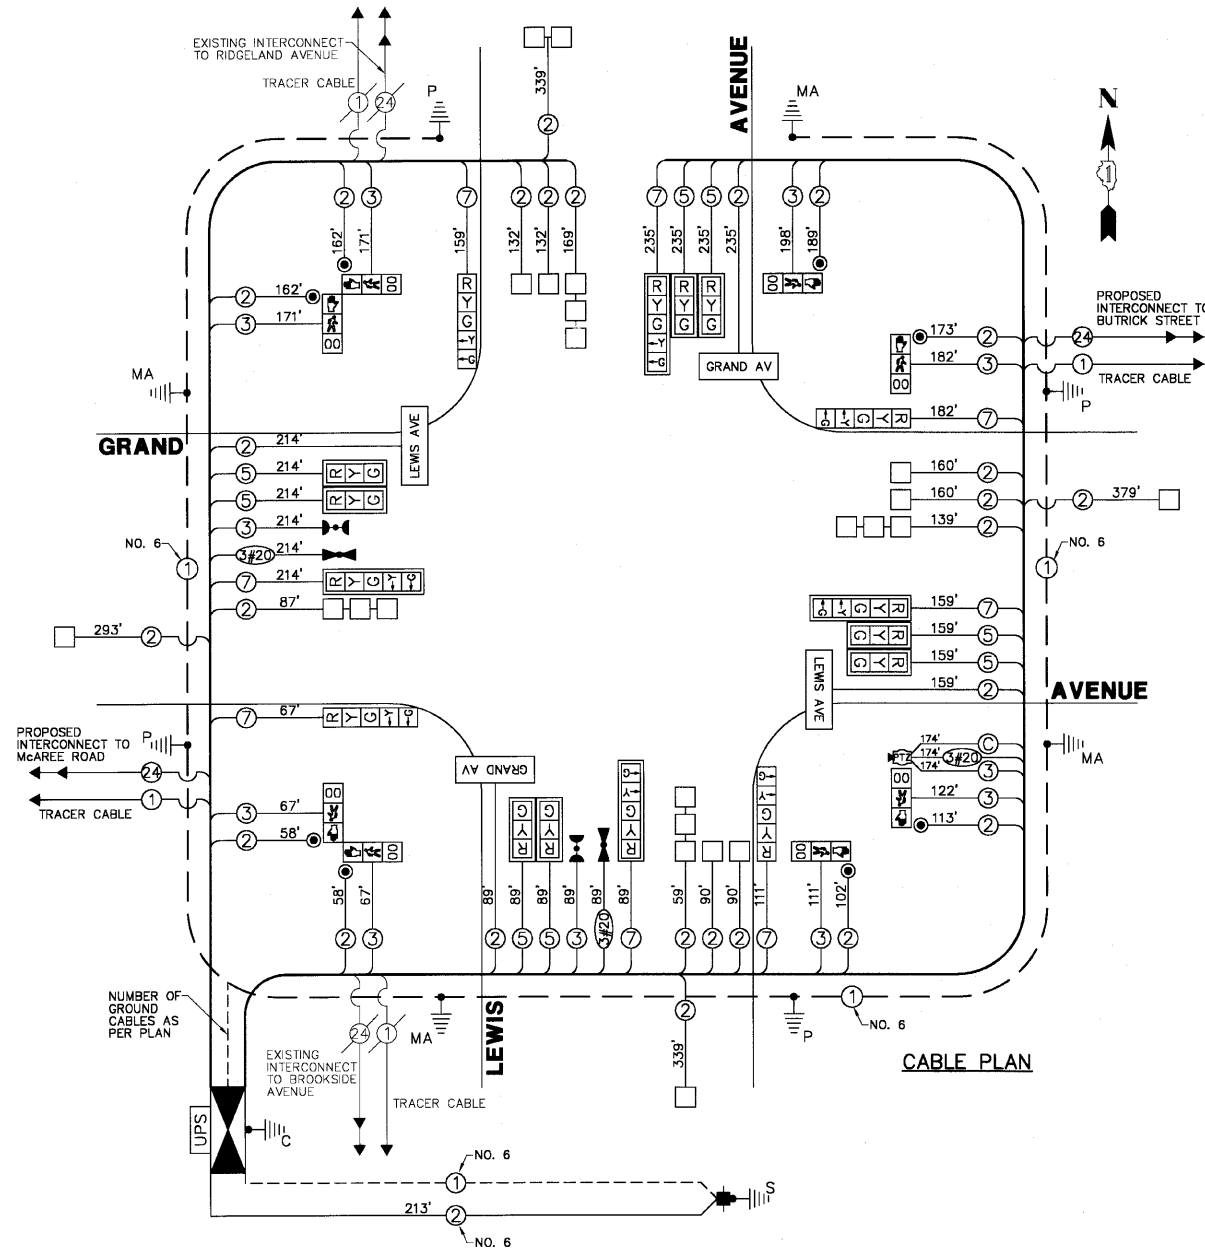 EXISTING INTERCONNECT
TO RIDGELAND AVENUE
TRACER CABLE
1
24
P
339'
2
AVENUE
MA
N
1
2
3
7
2
2
2
7
5
5
2
3
2
162'
171'
159'
132'
132'
169'
235'
235'
235'
235'
198'
189'
00
R
Y
G
Y
G
R
Y
G
Y
G
R
Y
G
R
Y
G
00
2
162'
3
171'
00
GRAND AV
PROPOSED
INTERCONNECT TO
BUTRICK STREET
173'
2
24
182'
3
1
TRACER CABLE
00
MA
P
GRAND
LEWIS AVE
G Y G Y R
182'
7
2
214'
5
214'
R Y G
5
214'
R Y G
3
214'
3#20
214'
7
214'
R Y G Y G
2
87'
NO. 6
1
293'
2
160'
2
160'
2
2
379'
139'
2
NO. 6
1
G Y G Y R
159'
7
G Y R
159'
5
G Y R
159'
5
159'
2
LEWIS AVE
AVENUE
7
67'
R Y G Y G
PROPOSED
INTERCONNECT TO
McAREE ROAD
P
24
1
TRACER CABLE
GRAND AV
174'
C
PTZ
174'
3#20
174'
3
MA
00
122'
3
113'
2
3
67'
00
2
58'
00
G
Y
R
G
Y
R
G
Y
G
Y
R
G
Y
G
Y
R
00
58'
67'
89'
89'
89'
89'
89'
89'
59'
90'
90'
111'
111'
102'
2
3
2
5
5
3
3#20
7
2
2
2
7
3
2
NUMBER OF
GROUND
CABLES AS
PER PLAN
24
1
MA
LEWIS
2
P
1
NO. 6
EXISTING
INTERCONNECT
TO BROOKSIDE
AVENUE
TRACER CABLE
339'
CABLE PLAN
UPS
C
NO. 6
1
S
213'
2
NO. 6